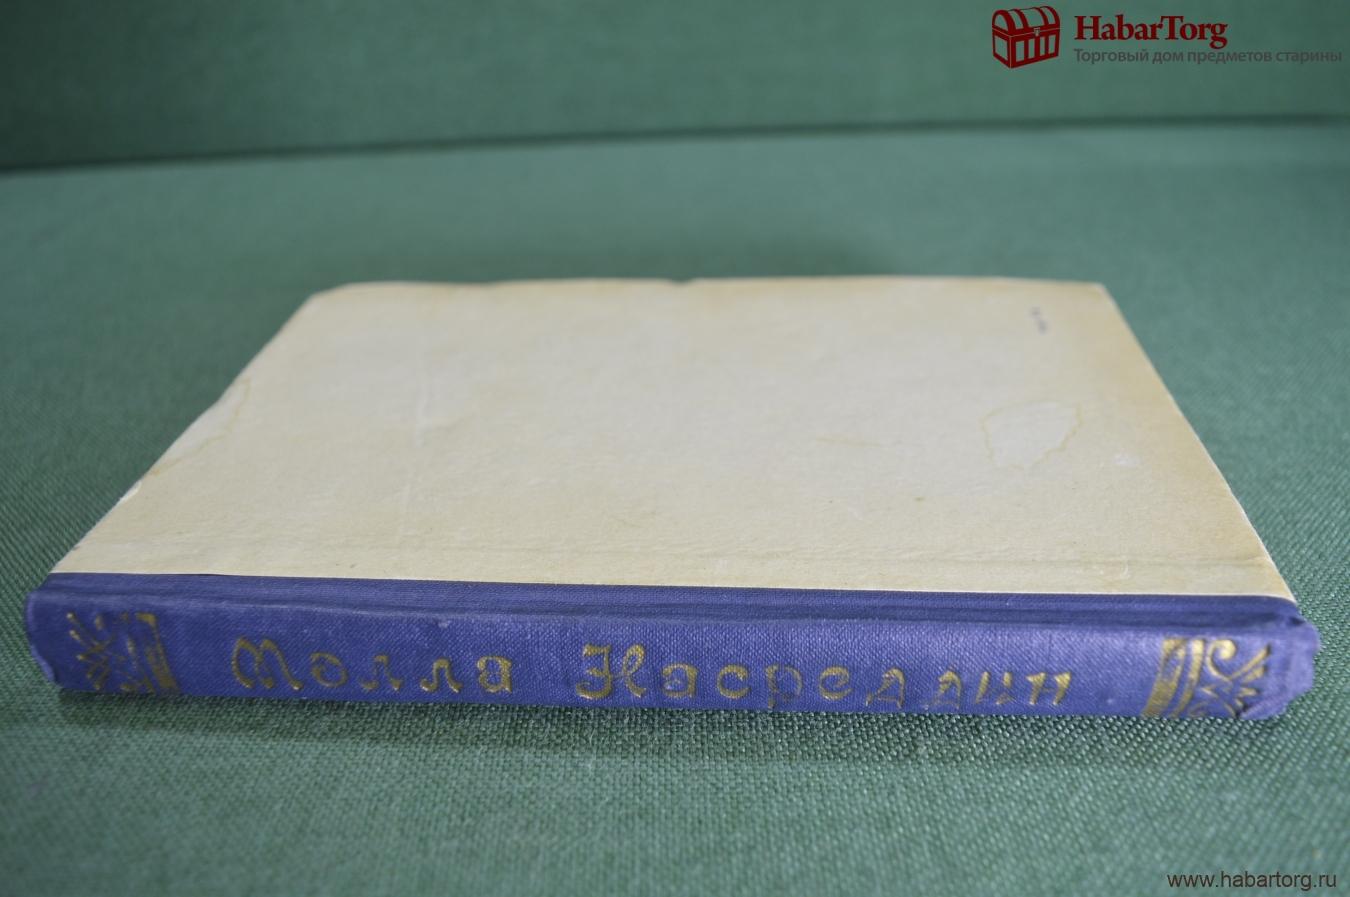 HabarTorg
Торговый дом предметов старины
Молла Насреддин
www.habartorg.ru